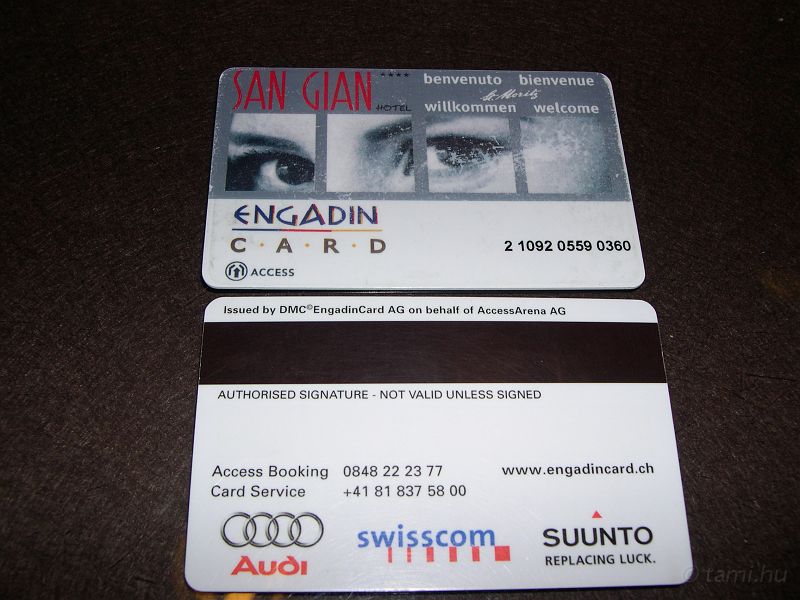 SAN GIAN
****
HOTEL
benvenuto bienvenue
St. Moritz
willkommen welcome
ENGADIN
C·A·R·D
ACCESS
2 1092 0559 0360
Issued by DMC©EngadinCard AG on behalf of AccessArena AG
AUTHORISED SIGNATURE - NOT VALID UNLESS SIGNED
Access Booking 0848 22 23 77 www.engadincard.ch
Card Service +41 81 837 58 00
Audi
swisscom
SUUNTO
REPLACING LUCK.
© tami.hu